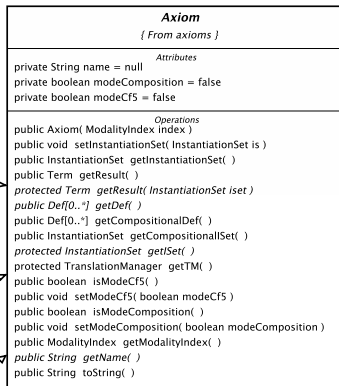 Axiom
{ From axioms }
Attributes
private String name = null
private boolean modeComposition = false
private boolean modeCf5 = false
Operations
public Axiom( ModalityIndex index )
public void setInstantiationSet( InstantiationSet is )
public InstantiationSet getInstantiationSet( )
public Term getResult( )
protected Term getResult( InstantiationSet iset )
public Def[0..*] getDef( )
public Def[0..*] getCompositionalDef( )
public InstantiationSet getCompositionalISet( )
protected InstantiationSet getISet( )
protected TranslationManager getTM( )
public boolean isModeCf5( )
public void setModeCf5( boolean modeCf5 )
public boolean isModeComposition( )
public void setModeComposition( boolean modeComposition )
public ModalityIndex getModalityIndex( )
public String getName( )
public String toString( )